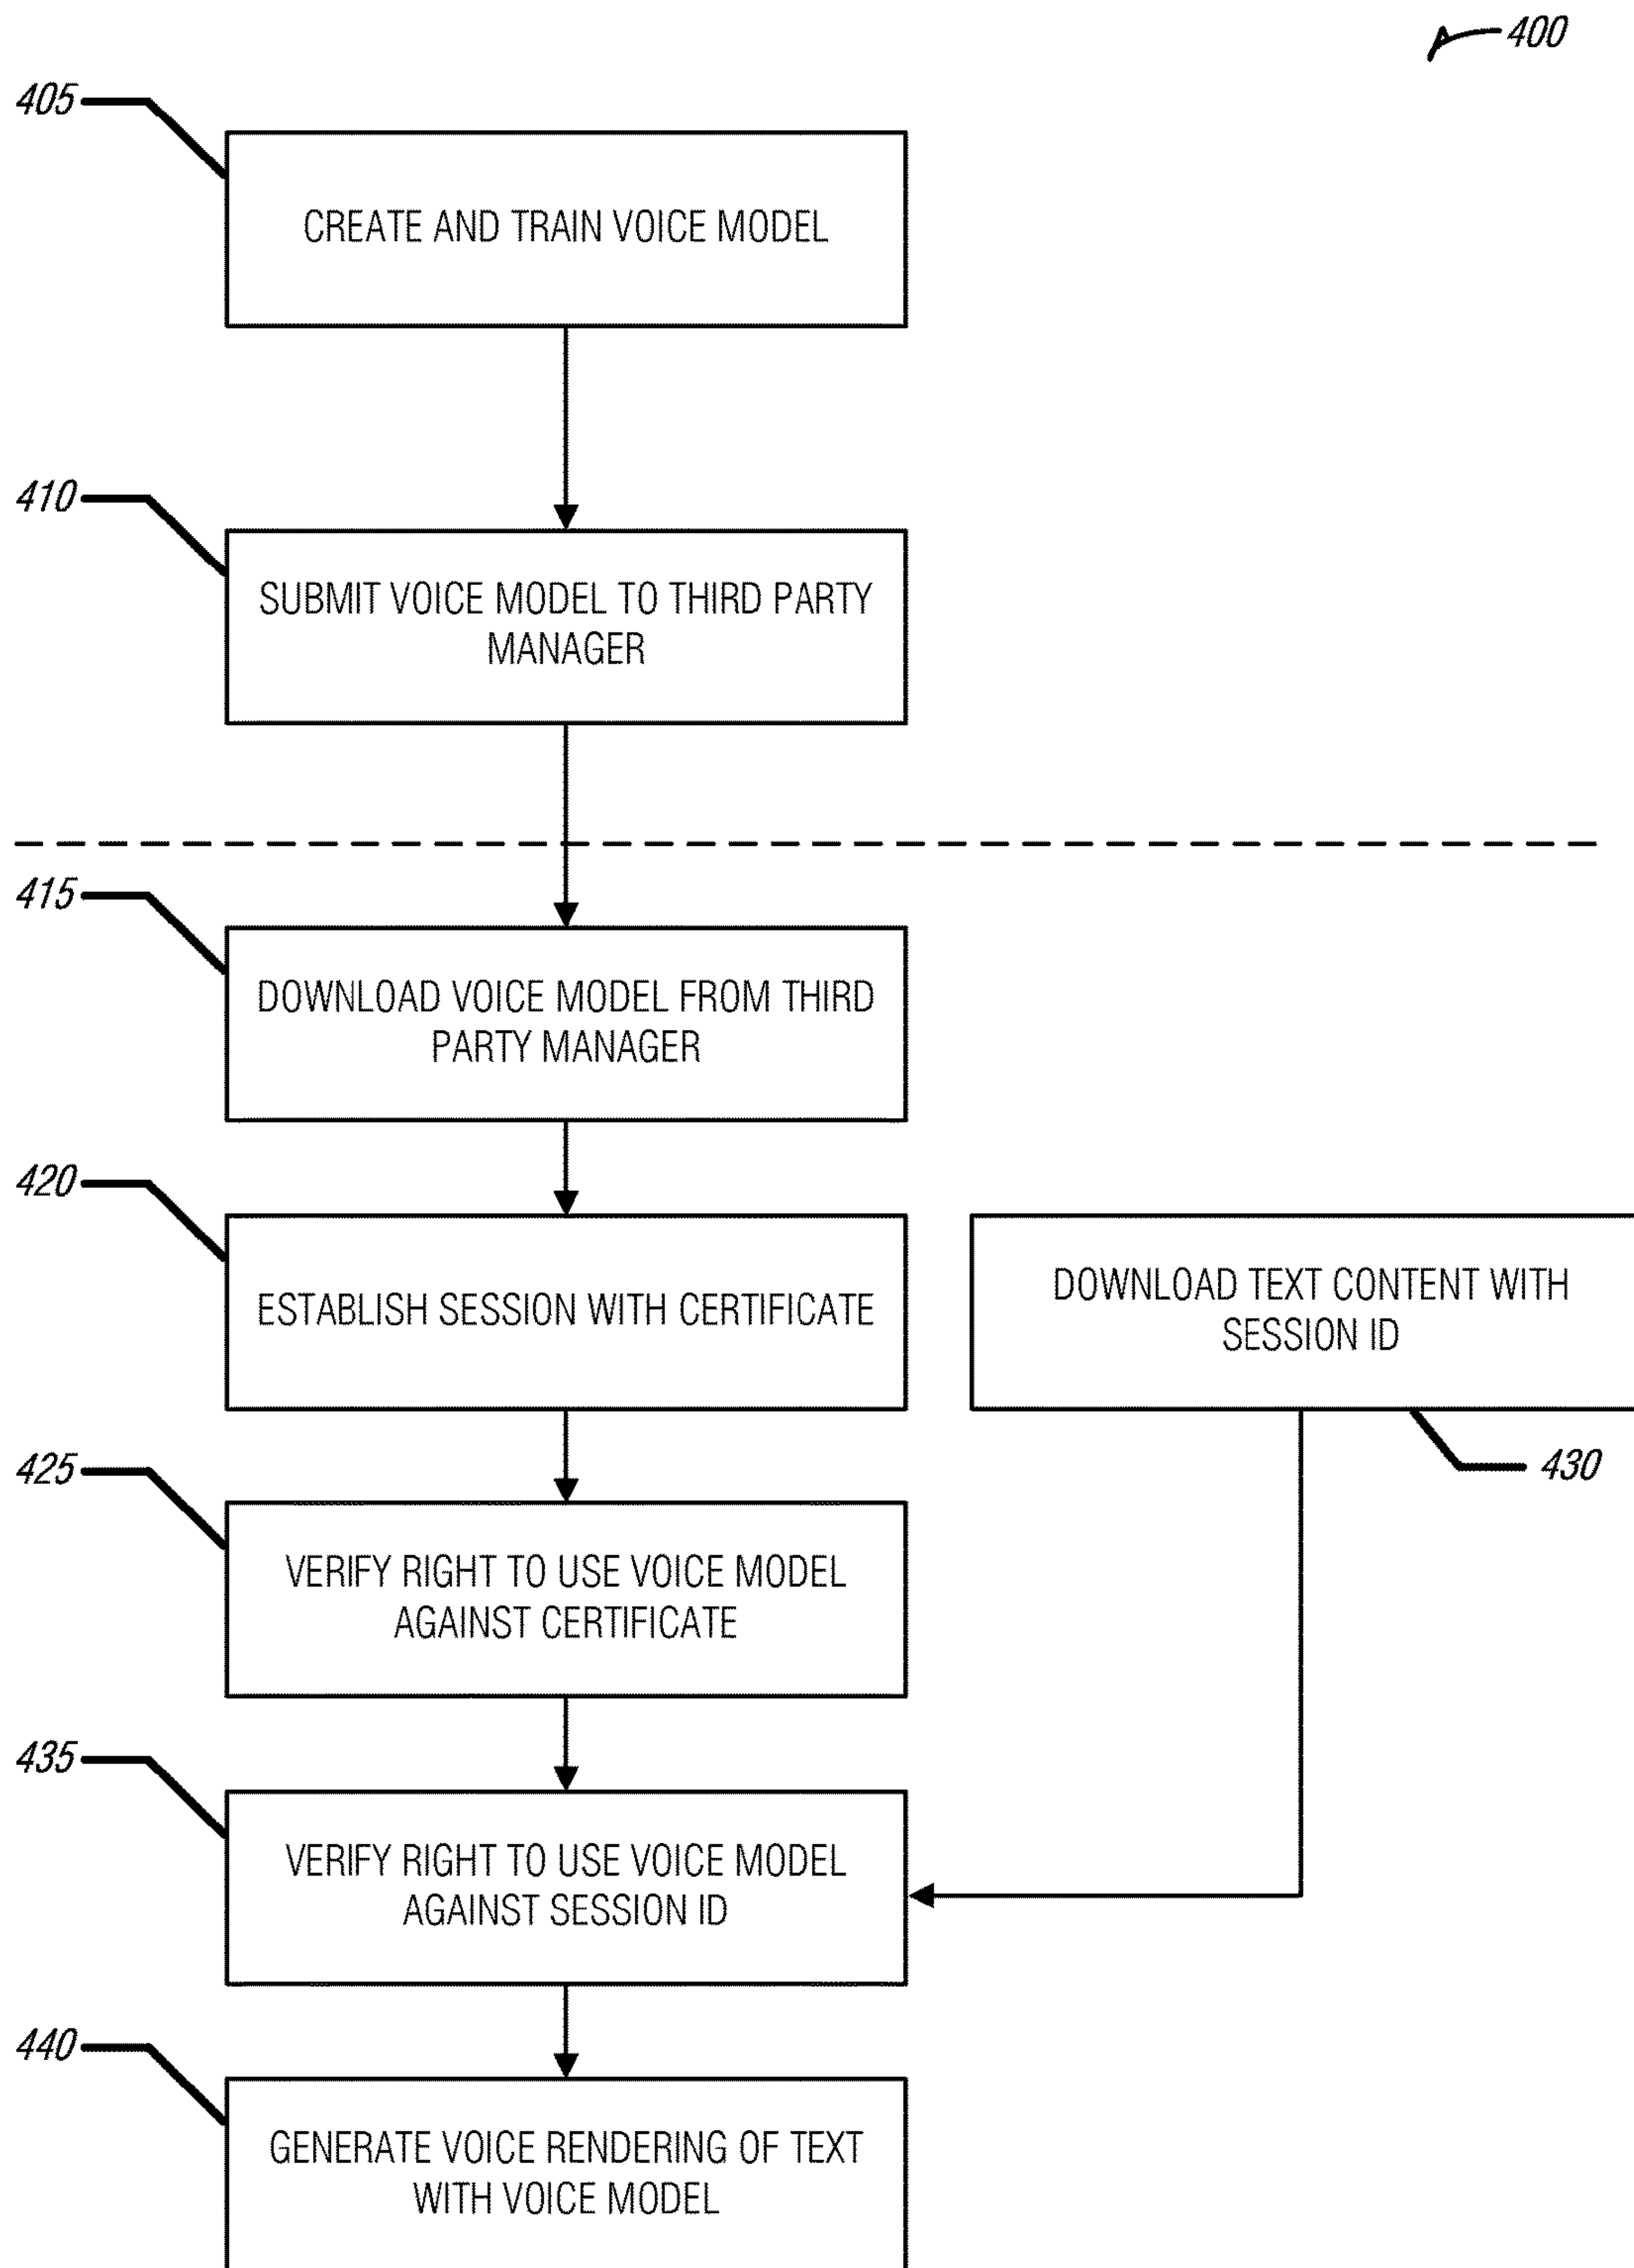 400
405
CREATE AND TRAIN VOICE MODEL
410
SUBMIT VOICE MODEL TO THIRD PARTY
MANAGER
415
DOWNLOAD VOICE MODEL FROM THIRD
PARTY MANAGER
420
ESTABLISH SESSION WITH CERTIFICATE
DOWNLOAD TEXT CONTENT WITH
SESSION ID
430
425
VERIFY RIGHT TO USE VOICE MODEL
AGAINST CERTIFICATE
435
VERIFY RIGHT TO USE VOICE MODEL
AGAINST SESSION ID
440
GENERATE VOICE RENDERING OF TEXT
WITH VOICE MODEL